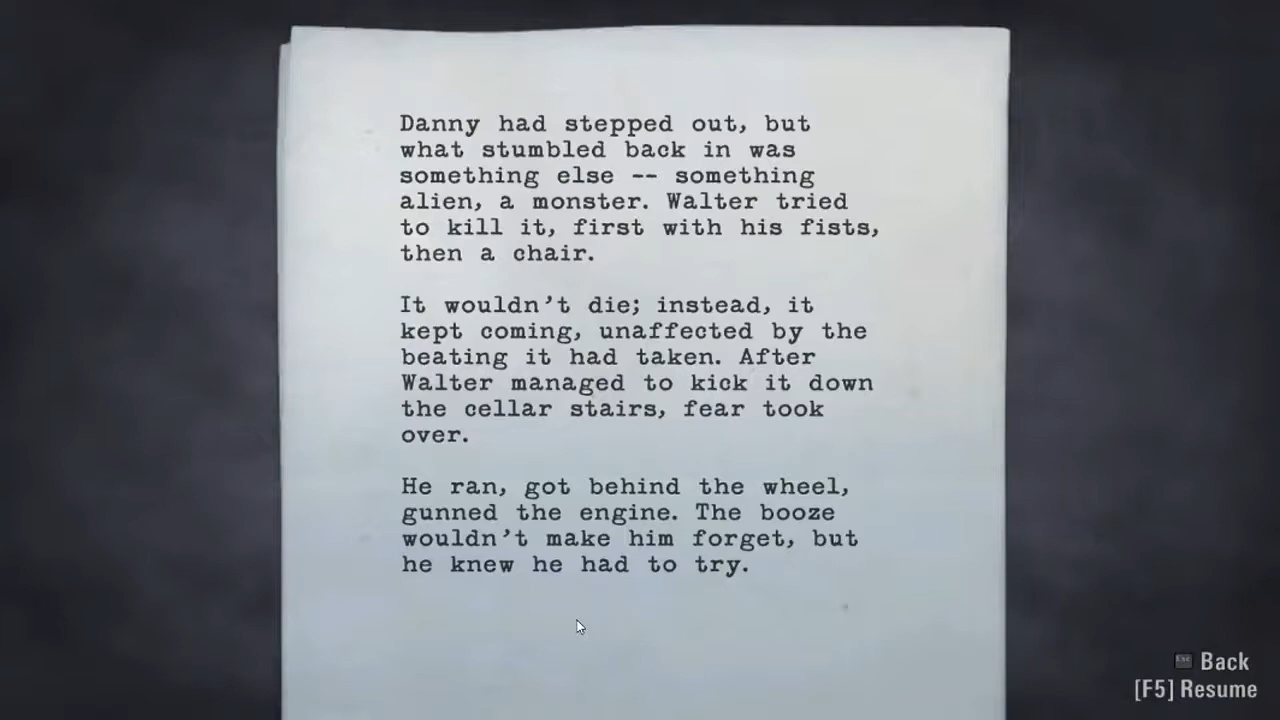 Danny had stepped out, but
what stumbled back in was
something else -- something
alien, a monster. Walter tried
to kill it, first with his fists,
then a chair.
It wouldn't die; instead, it
kept coming, unaffected by the
beating it had taken. After
Walter managed to kick it down
the cellar stairs, fear took
over.
He ran, got behind the wheel,
gunned the engine. The booze
wouldn't make him forget, but
he knew he had to try.
Esc Back
[F5] Resume